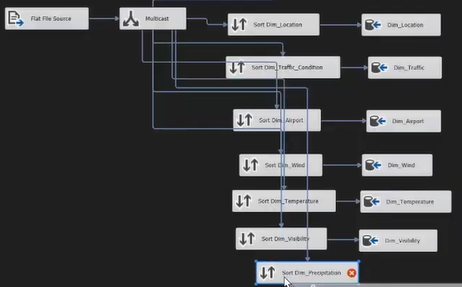 Flat File Source
Multicast
Sort Dim_Location
Dim_Location
Sort Dim_Traffic_Condition
Dim_Traffic
Sort Dim_Airport
Dim_Airport
Sort Dim_Wind
Dim_Wind
Sort Dim_Temperature
Dim_Temperature
Sort Dim_Visibility
Dim_Visibility
Sort Dim_Precipitation